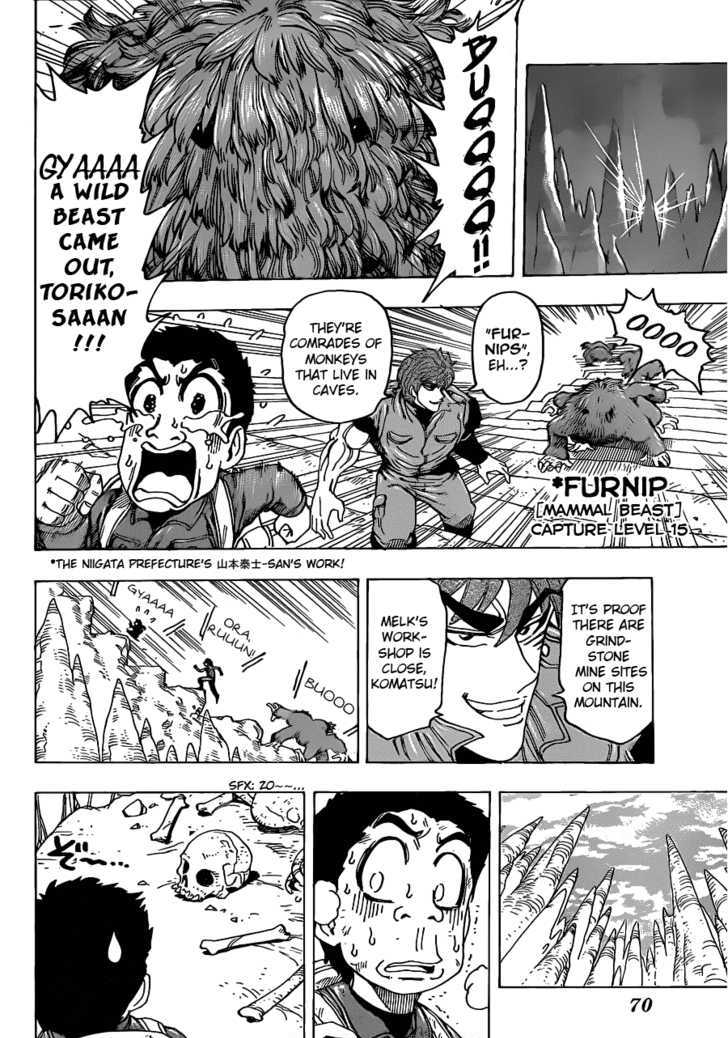 BUOOOO!!
GYAAAA
A WILD
BEAST
CAME
OUT,
TORIKO-
SAAAN
!!!
OOOO
"FUR-
NIPS",
EH...?
THEY'RE
COMRADES OF
MONKEYS
THAT LIVE IN
CAVES.
*FURNIP
[MAMMAL BEAST]
CAPTURE LEVEL 15
*THE NIIGATA PREFECTURE'S 山本泰士-SAN'S WORK!
IT'S PROOF
THERE ARE
GRIND-
STONE
MINE SITES
ON THIS
MOUNTAIN.
MELK'S
WORK-
SHOP IS
CLOSE,
KOMATSU!
GYAAAA
ORA,
RUUUN!
BUOOO
SFX: ZO~~...
ぞ~~…
70